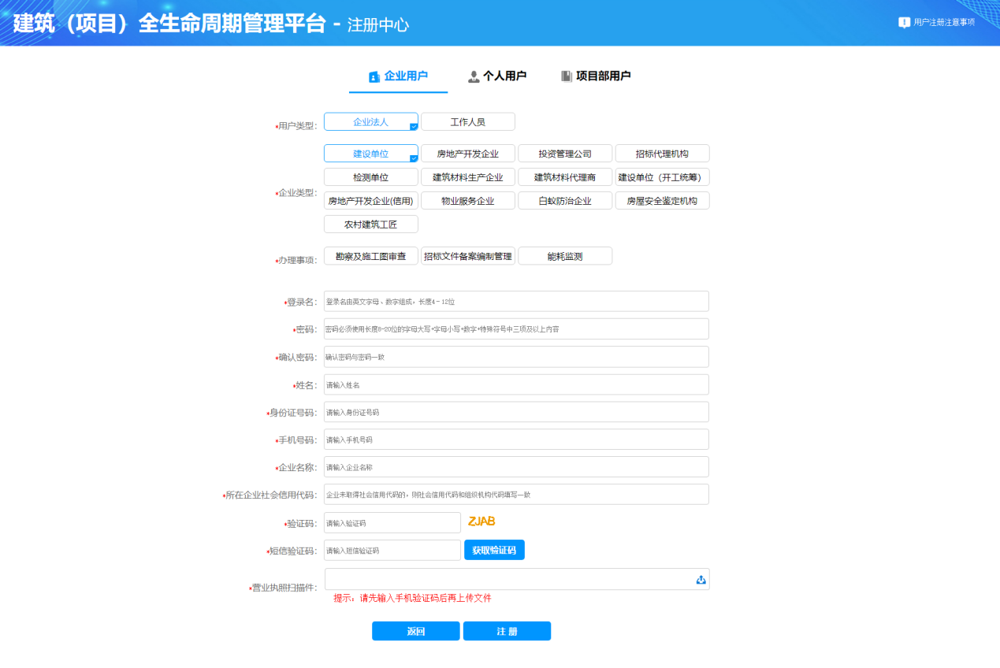 建筑（项目）全生命周期管理平台 - 注册中心
用户注册注意事项
企业用户 个人用户 项目部用户
*用户类型： 企业法人 工作人员
建设单位 房地产开发企业 投资管理公司 招标代理机构
检测单位 建筑材料生产企业 建筑材料代理商 建设单位（开工统筹）
*企业类型：
房地产开发企业(信用) 物业服务企业 白蚁防治企业 房屋安全鉴定机构
农村建筑工匠
*办理事项： 勘察及施工图审查 招标文件备案编制管理 能耗监测
*登录名： 登录名由英文字母、数字组成，长度4－12位
*密码： 密码必须使用长度8-20位的字母大写+字母小写+数字+特殊符号中三项及以上内容
*确认密码： 确认密码与密码一致
*姓名： 请输入姓名
*身份证号码： 请输入身份证号码
*手机号码： 请输入手机号码
*企业名称： 请输入企业名称
*所在企业社会信用代码： 企业未取得社会信用代码的，则社会信用代码和组织机构代码填写一致
*验证码： 请输入验证码 ZJAB
*短信验证码： 请输入短信验证码 获取验证码
*营业执照扫描件：
提示：请先输入手机验证码后再上传文件
返回 注 册